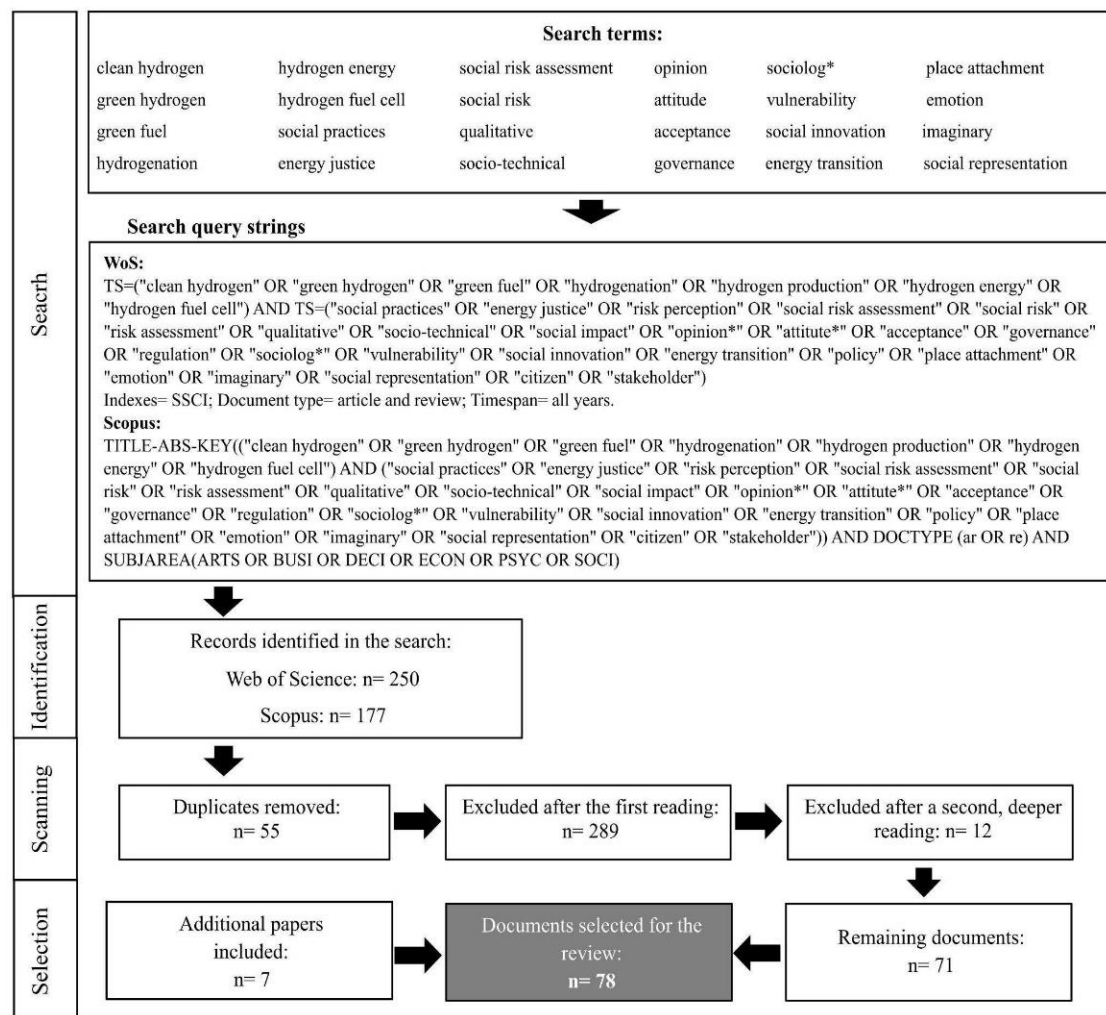 Seacrh
Search terms:
clean hydrogen hydrogen energy social risk assessment opinion sociolog* place attachment
green hydrogen hydrogen fuel cell social risk attitude vulnerability emotion
green fuel social practices qualitative acceptance social innovation imaginary
hydrogenation energy justice socio-technical governance energy transition social representation
Search query strings
WoS:
TS=("clean hydrogen" OR "green hydrogen" OR "green fuel" OR "hydrogenation" OR "hydrogen production" OR "hydrogen energy" OR
"hydrogen fuel cell") AND TS=("social practices" OR "energy justice" OR "risk perception" OR "social risk assessment" OR "social risk" OR
"risk assessment" OR "qualitative" OR "socio-technical" OR "social impact" OR "opinion*" OR "attitute*" OR "acceptance" OR "governance"
OR "regulation" OR "sociolog*" OR "vulnerability" OR "social innovation" OR "energy transition" OR "policy" OR "place attachment" OR
"emotion" OR "imaginary" OR "social representation" OR "citizen" OR "stakeholder")
Indexes= SSCI; Document type= article and review; Timespan= all years.
Scopus:
TITLE-ABS-KEY(("clean hydrogen" OR "green hydrogen" OR "green fuel" OR "hydrogenation" OR "hydrogen production" OR "hydrogen
energy" OR "hydrogen fuel cell") AND ("social practices" OR "energy justice" OR "risk perception" OR "social risk assessment" OR "social
risk" OR "risk assessment" OR "qualitative" OR "socio-technical" OR "social impact" OR "opinion*" OR "attitute*" OR "acceptance" OR
"governance" OR "regulation" OR "sociolog*" OR "vulnerability" OR "social innovation" OR "energy transition" OR "policy" OR "place
attachment" OR "emotion" OR "imaginary" OR "social representation" OR "citizen" OR "stakeholder")) AND DOCTYPE (ar OR re) AND
SUBJAREA(ARTS OR BUSI OR DECI OR ECON OR PSYC OR SOCI)
Identification
Records identified in the search:
Web of Science: n= 250
Scopus: n= 177
Scanning
Duplicates removed:
n= 55
Excluded after the first reading:
n= 289
Excluded after a second, deeper
reading: n= 12
Selection
Additional papers
included:
n= 7
Documents selected for the
review:
n= 78
Remaining documents:
n= 71